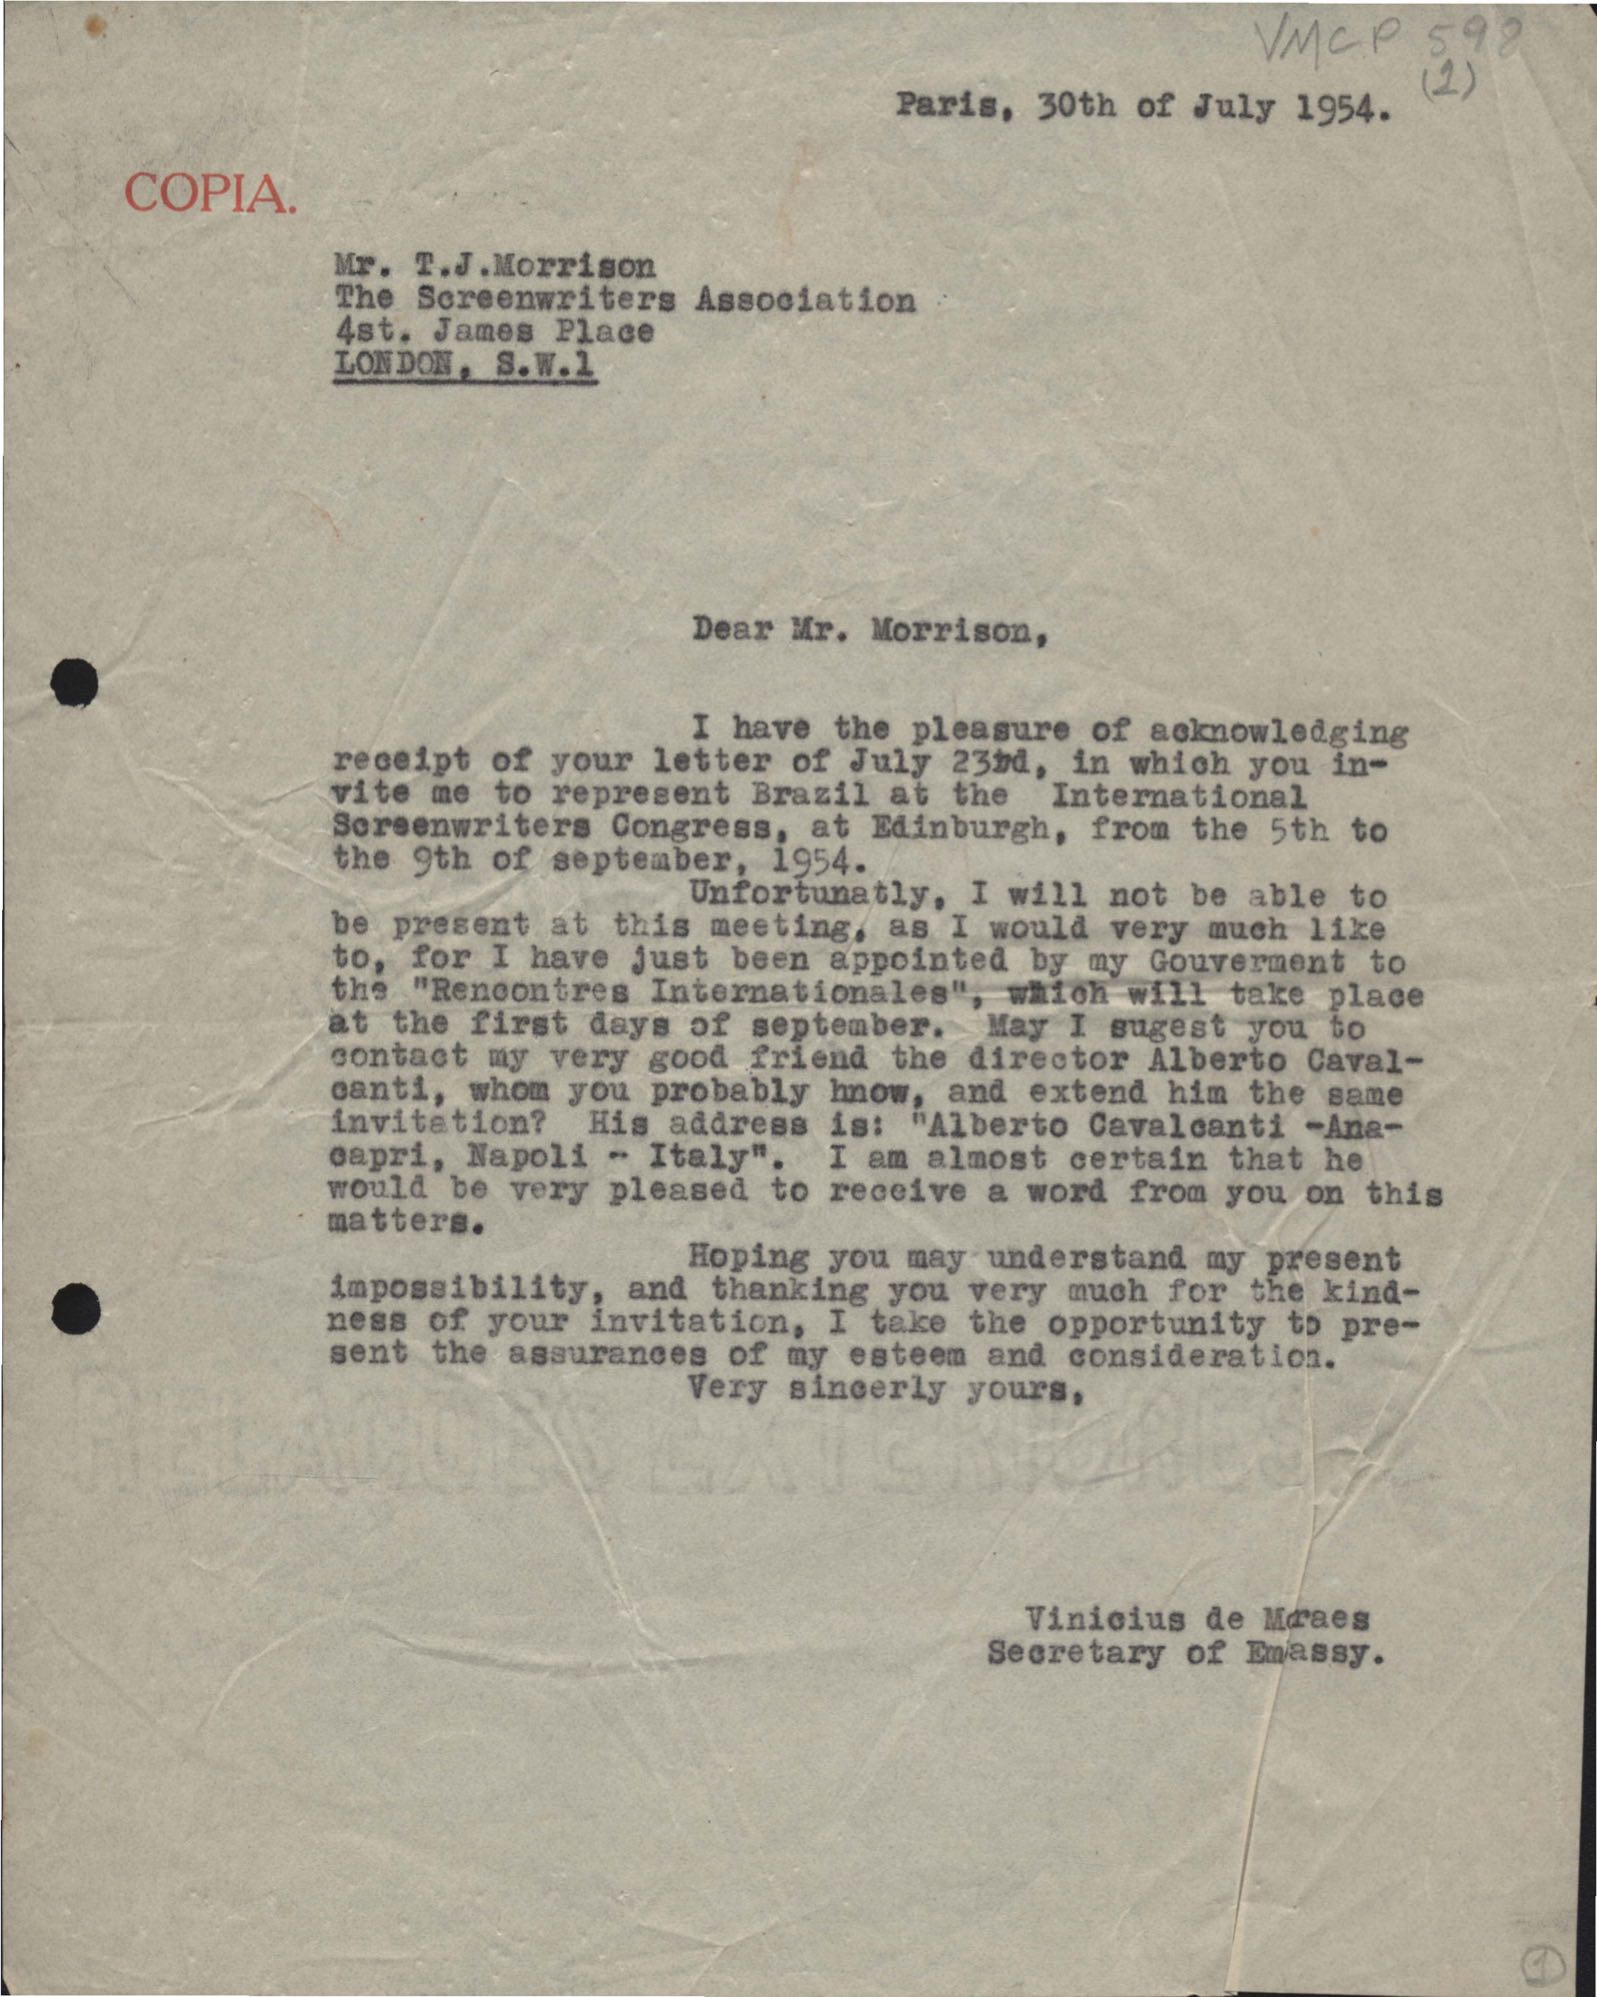 VMCP 598
(1)
Paris, 30th of July 1954.
COPIA.
Mr. T.J.Morrison
The Screenwriters Association
4st. James Place
LONDON, S.W.1
Dear Mr. Morrison,
I have the pleasure of acknowledging
receipt of your letter of July 23rd, in which you in-
vite me to represent Brazil at the International
Screenwriters Congress, at Edinburgh, from the 5th to
the 9th of september, 1954.
Unfortunatly, I will not be able to
be present at this meeting, as I would very much like
to, for I have just been appointed by my Gouverment to
the "Rencontres Internationales", which will take place
at the first days of september. May I sugest you to
contact my very good friend the director Alberto Caval-
canti, whom you probably hnow, and extend him the same
invitation? His address is: "Alberto Cavalcanti -Ana-
capri, Napoli - Italy". I am almost certain that he
would be very pleased to receive a word from you on this
matters.
Hoping you may understand my present
impossibility, and thanking you very much for the kind-
ness of your invitation, I take the opportunity to pre-
sent the assurances of my esteem and consideration.
Very sincerly yours,
Vinicius de Moraes
Secretary of Emassy.
1